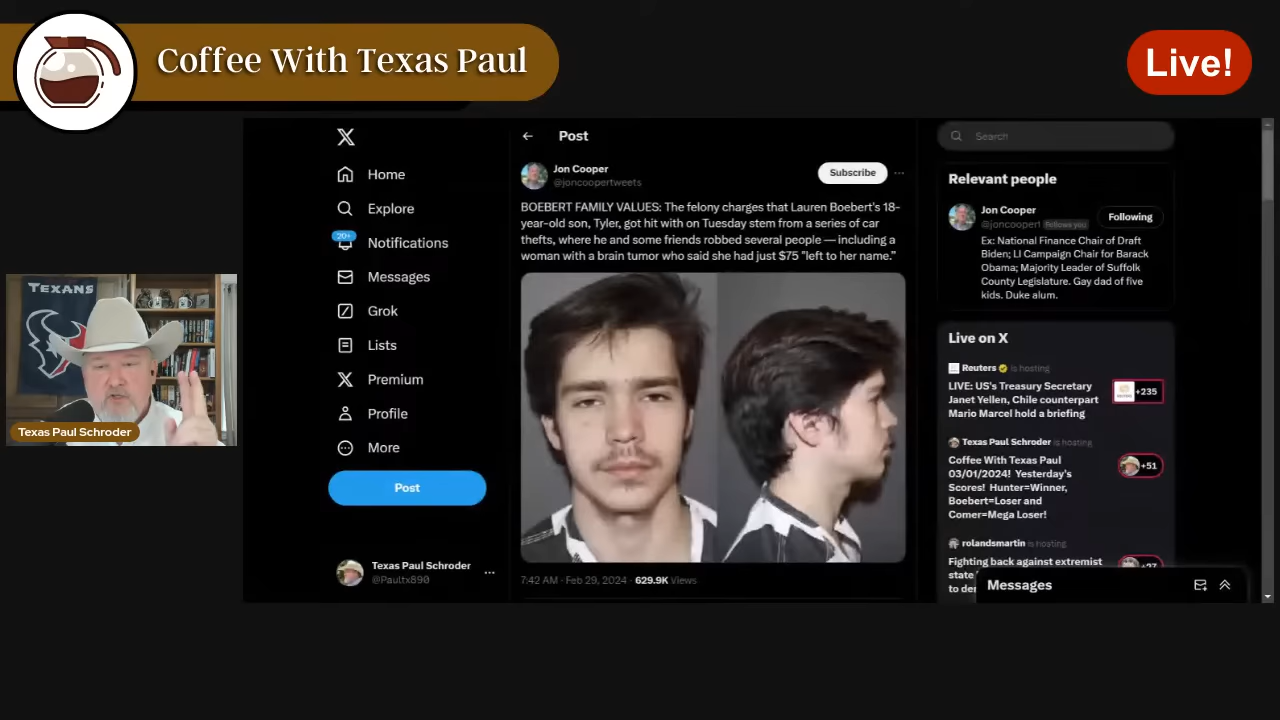 Coffee With Texas Paul
Live!
TEXANS
Texas Paul Schroder
Home
Explore
20+
Notifications
Messages
Grok
Lists
Premium
Profile
More
Post
Texas Paul Schroder
@Paultx890
Post
Jon Cooper
@joncoopertweets
Subscribe
BOEBERT FAMILY VALUES: The felony charges that Lauren Boebert's 18-
year-old son, Tyler, got hit with on Tuesday stem from a series of car
thefts, where he and some friends robbed several people — including a
woman with a brain tumor who said she had just $75 "left to her name."
7:42 AM · Feb 29, 2024 · 629.9K Views
Search
Relevant people
Jon Cooper
@joncoopert Follows you
Following
Ex: National Finance Chair of Draft
Biden; LI Campaign Chair for Barack
Obama; Majority Leader of Suffolk
County Legislature. Gay dad of five
kids. Duke alum.
Live on X
Reuters is hosting
LIVE: US's Treasury Secretary
Janet Yellen, Chile counterpart
Mario Marcel hold a briefing
+235
Texas Paul Schroder is hosting
Coffee With Texas Paul
03/01/2024! Yesterday's
Scores! Hunter=Winner,
Boebert=Loser and
Comer=Mega Loser!
+51
rolandsmartin is hosting
Fighting back against extremist
state
to de
+27
Messages